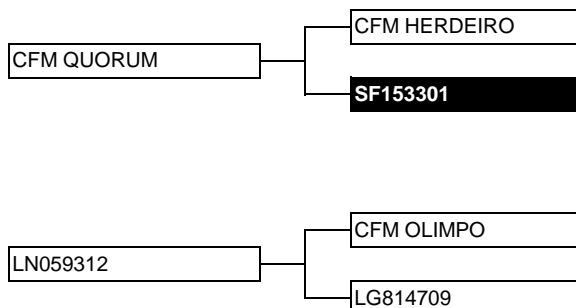 CFM HERDEIRO
CFM QUORUM
SF153301
CFM OLIMPO
LN059312
LG814709